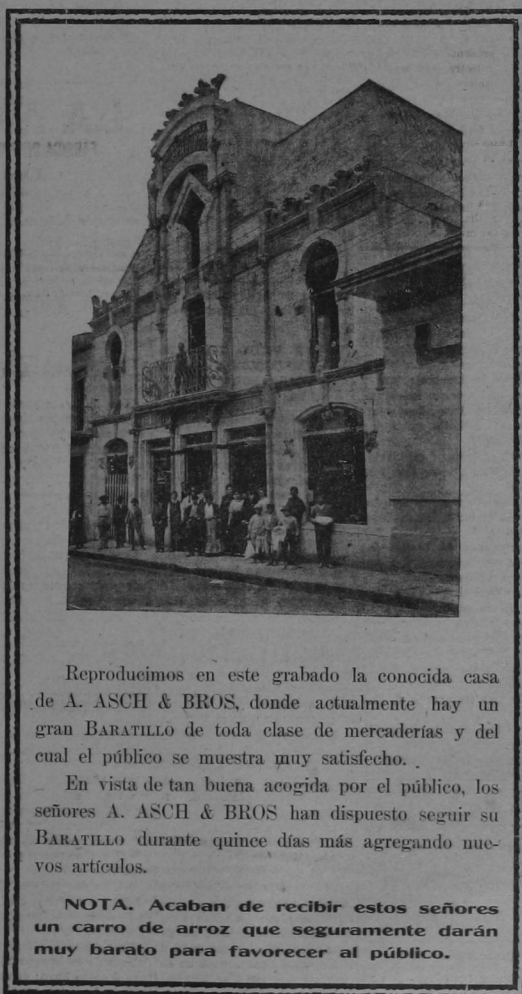 Reproducimos en este grabado la conocida casa
de A. ASCH & BROS, donde actualmente hay un
gran BARATILLO de toda clase de mercaderías y del
cual el público se muestra muy satisfecho.
En vista de tan buena acogida por el público, los
señores A. ASCH & BROS han dispuesto seguir su
BARATILLO durante quince días más agregando nue-
vos artículos.
NOTA. Acaban de recibir estos señores
un carro de arroz que seguramente darán
muy barato para favorecer al público.